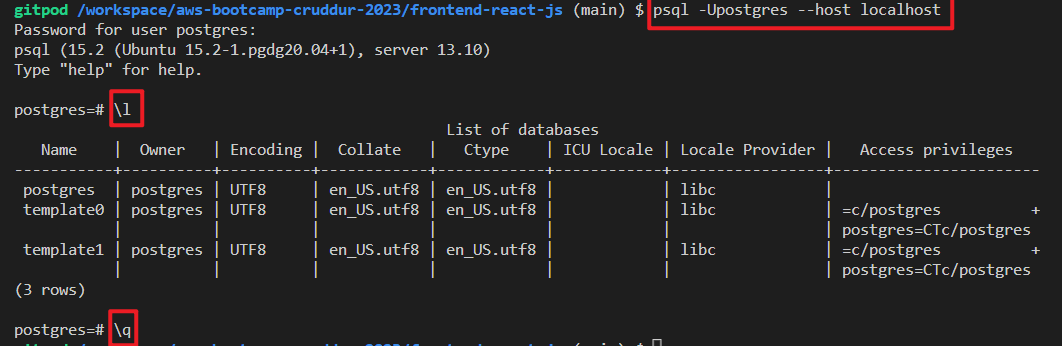 gitpod /workspace/aws-bootcamp-cruddur-2023/frontend-react-js (main) $ psql -Upostgres --host localhost
Password for user postgres:
psql (15.2 (Ubuntu 15.2-1.pgdg20.04+1), server 13.10)
Type "help" for help.

postgres=# \l
                                                 List of databases
   Name    |  Owner   | Encoding |  Collate   |   Ctype    | ICU Locale | Locale Provider |   Access privileges
-----------+----------+----------+------------+------------+------------+-----------------+-----------------------
 postgres  | postgres | UTF8     | en_US.utf8 | en_US.utf8 |            | libc            |
 template0 | postgres | UTF8     | en_US.utf8 | en_US.utf8 |            | libc            | =c/postgres          +
           |          |          |            |            |            |                 | postgres=CTc/postgres
 template1 | postgres | UTF8     | en_US.utf8 | en_US.utf8 |            | libc            | =c/postgres          +
           |          |          |            |            |            |                 | postgres=CTc/postgres
(3 rows)

postgres=# \q